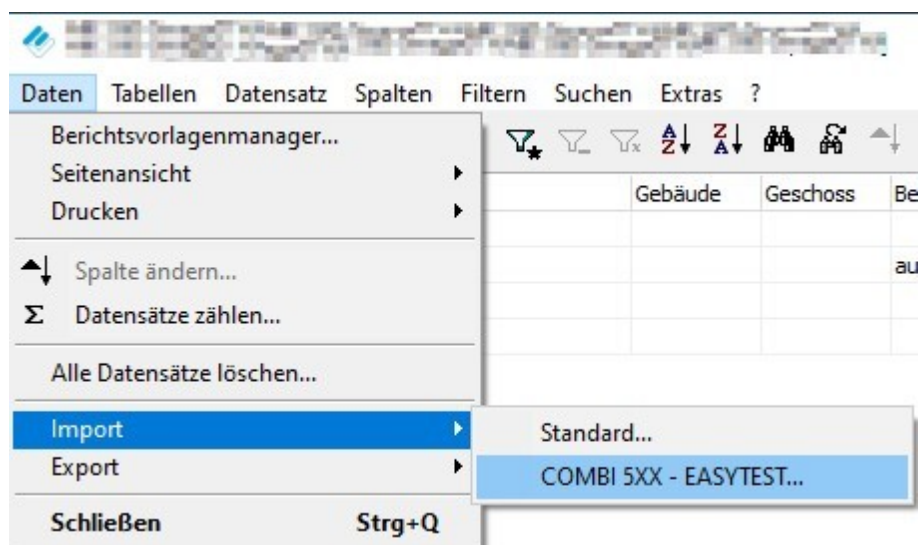 Daten Tabellen Datensatz Spalten Filtern Suchen Extras ?
Berichtsvorlagenmanager...
Seitenansicht
Drucken
Gebäude Geschoss Be
Spalte ändern...
au
Σ Datensätze zählen...
Alle Datensätze löschen...
Import
Standard...
Export
COMBI 5XX - EASYTEST...
Schließen Strg+Q